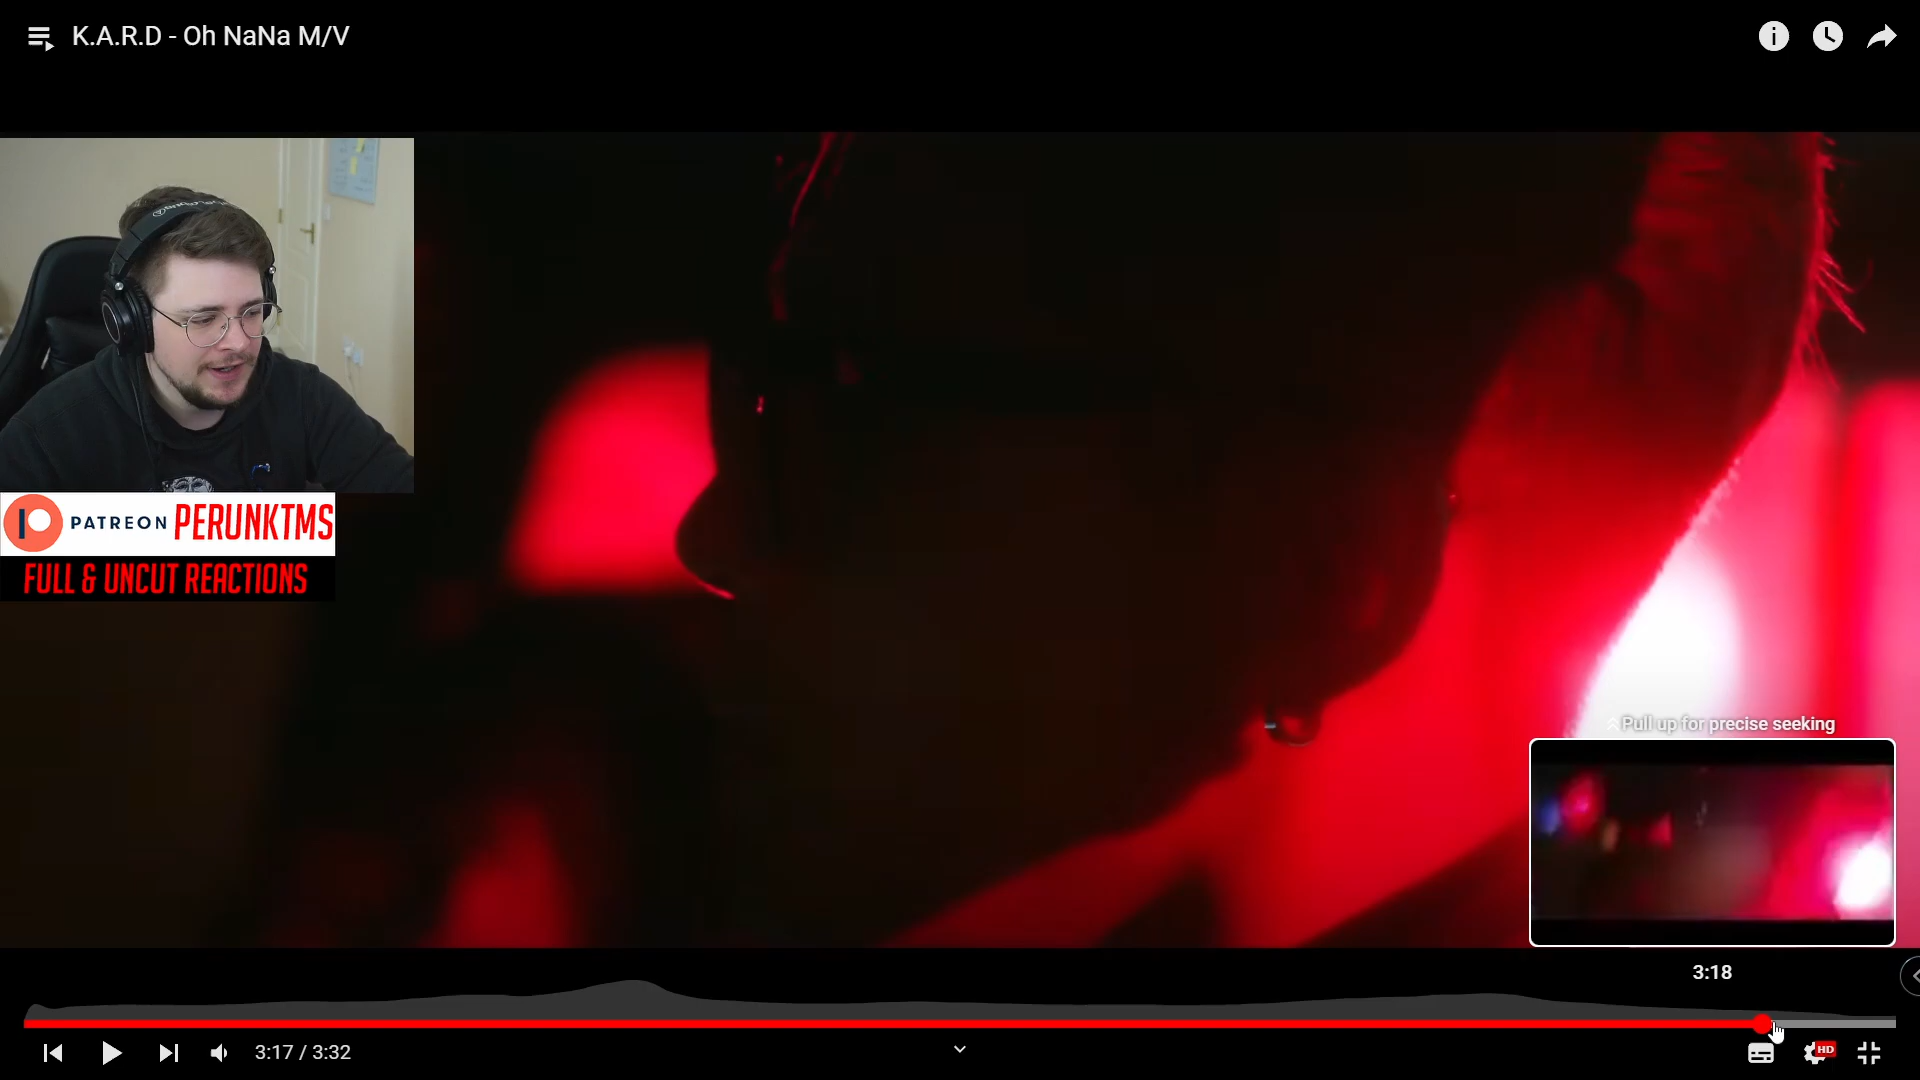 K.A.R.D - Oh NaNa M/V
PATREON PERUNKTMS
FULL & UNCUT REACTIONS
Pull up for precise seeking
3:18
3:17 / 3:32
HD